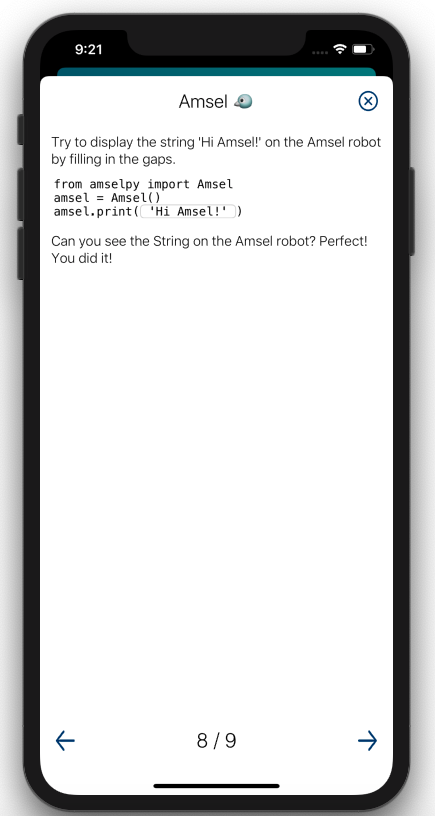 9:21
Amsel
Try to display the string 'Hi Amsel!' on the Amsel robot
by filling in the gaps.
from amselpy import Amsel
amsel = Amsel()
amsel.print( 'Hi Amsel!' )
Can you see the String on the Amsel robot? Perfect!
You did it!
8 / 9